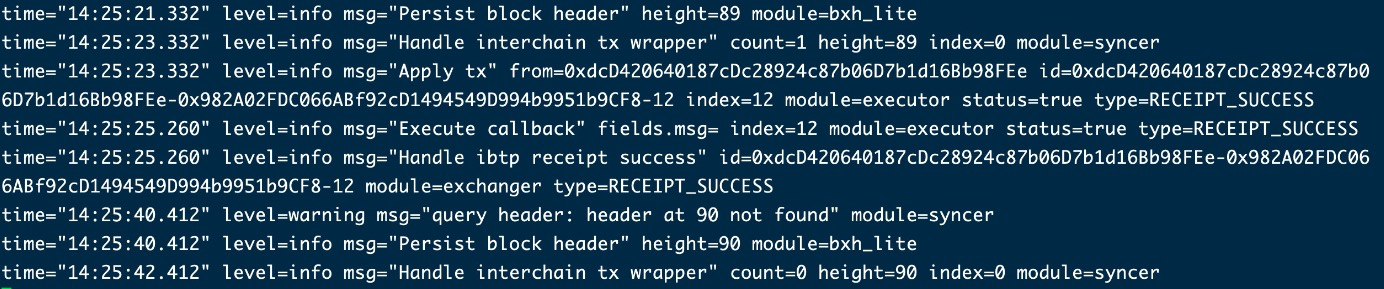 time="14:25:21.332" level=info msg="Persist block header" height=89 module=bxh_lite
time="14:25:23.332" level=info msg="Handle interchain tx wrapper" count=1 height=89 index=0 module=syncer
time="14:25:23.332" level=info msg="Apply tx" from=0xdcD420640187cDc28924c87b06D7b1d16Bb98FEe id=0xdcD420640187cDc28924c87b0
6D7b1d16Bb98FEe-0x982A02FDC066ABf92cD1494549D994b9951b9CF8-12 index=12 module=executor status=true type=RECEIPT_SUCCESS
time="14:25:25.260" level=info msg="Execute callback" fields.msg= index=12 module=executor status=true type=RECEIPT_SUCCESS
time="14:25:25.260" level=info msg="Handle ibtp receipt success" id=0xdcD420640187cDc28924c87b06D7b1d16Bb98FEe-0x982A02FDC06
6ABf92cD1494549D994b9951b9CF8-12 module=exchanger type=RECEIPT_SUCCESS
time="14:25:40.412" level=warning msg="query header: header at 90 not found" module=syncer
time="14:25:40.412" level=info msg="Persist block header" height=90 module=bxh_lite
time="14:25:42.412" level=info msg="Handle interchain tx wrapper" count=0 height=90 index=0 module=syncer